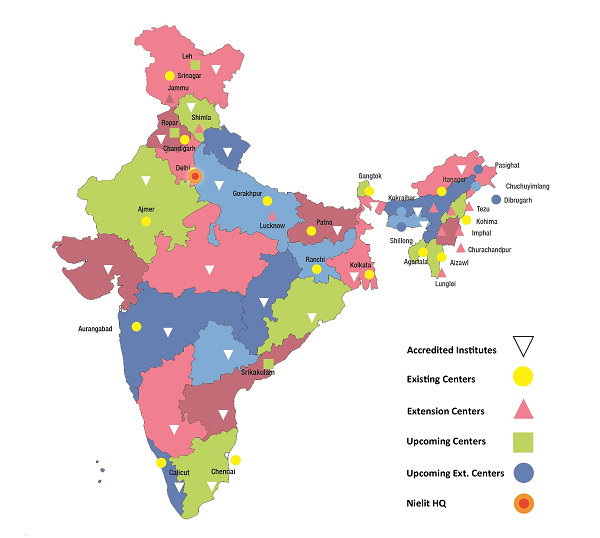 Leh
Srinagar
Jammu
Ropar
Shimla
Chandigarh
Delhi
Gangtok
Itanagar
Pasighat
Chuchuyimlang
Dibrugarh
Gorakhpur
Kokrajhar
Tezu
Ajmer
Lucknow
Patna
Kohima
Imphal
Shillong
Churachandpur
Ranchi
Kolkata
Agartala
Aizawl
Lunglei
Aurangabad
Srikakulam
Calicut
Chennai
Accredited Institutes
Existing Centers
Extension Centers
Upcoming Centers
Upcoming Ext. Centers
Nielit HQ